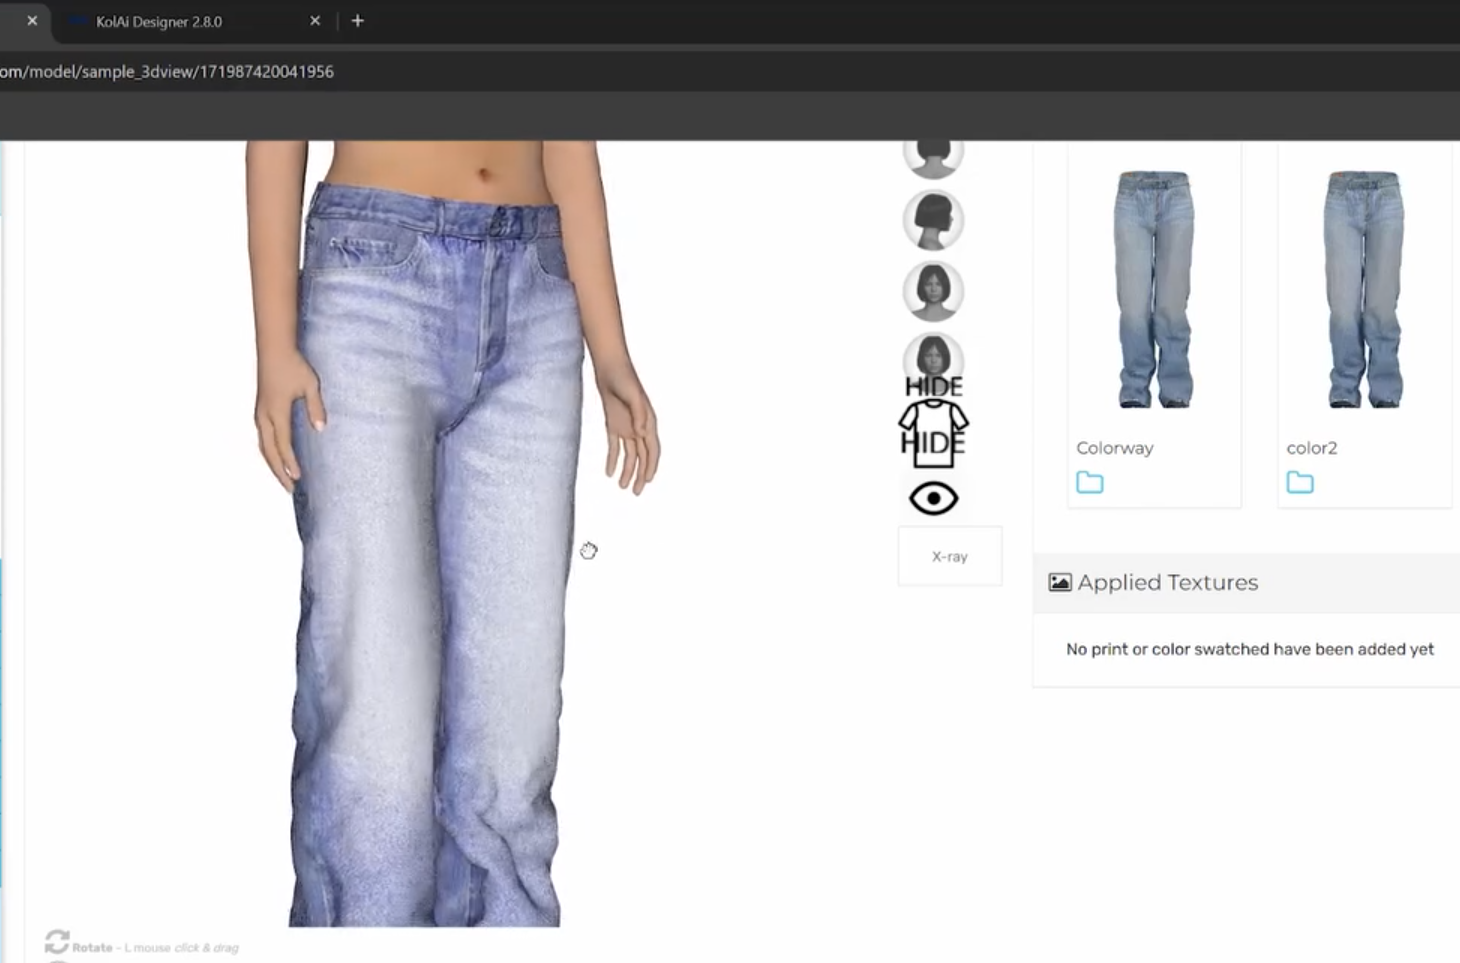 KolAi Designer 2.8.0
om/model/sample_3dview/171987420041956
HIDE
HIDE
X-ray
Colorway
color2
Applied Textures
No print or color swatched have been added yet
Rotate - L mouse click & drag